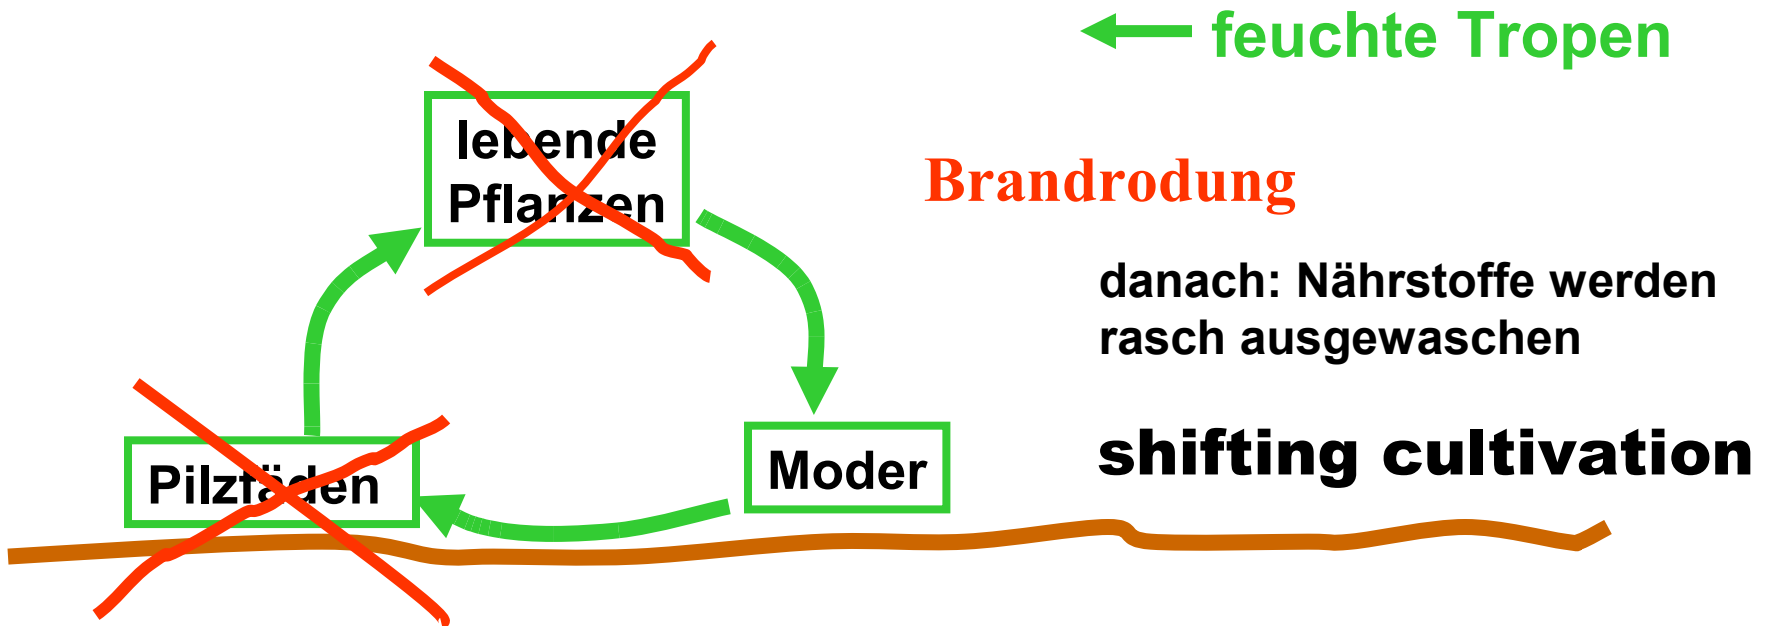 feuchte Tropen
lebende
Pflanzen
Brandrodung
danach: Nährstoffe werden
rasch ausgewaschen
shifting cultivation
Pilzfäden
Moder